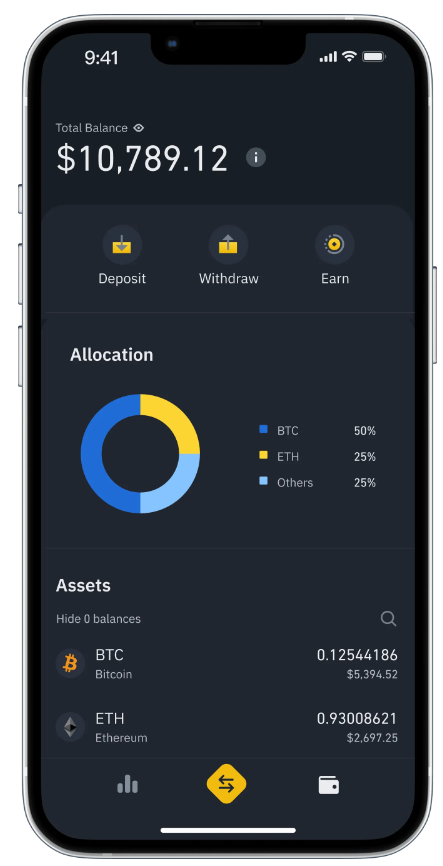 9:41
Total Balance
$10,789.12
Deposit Withdraw Earn
Allocation
BTC 50%
ETH 25%
Others 25%
Assets
Hide 0 balances
BTC 0.12544186
Bitcoin $5,394.52
ETH 0.93008621
Ethereum $2,697.25